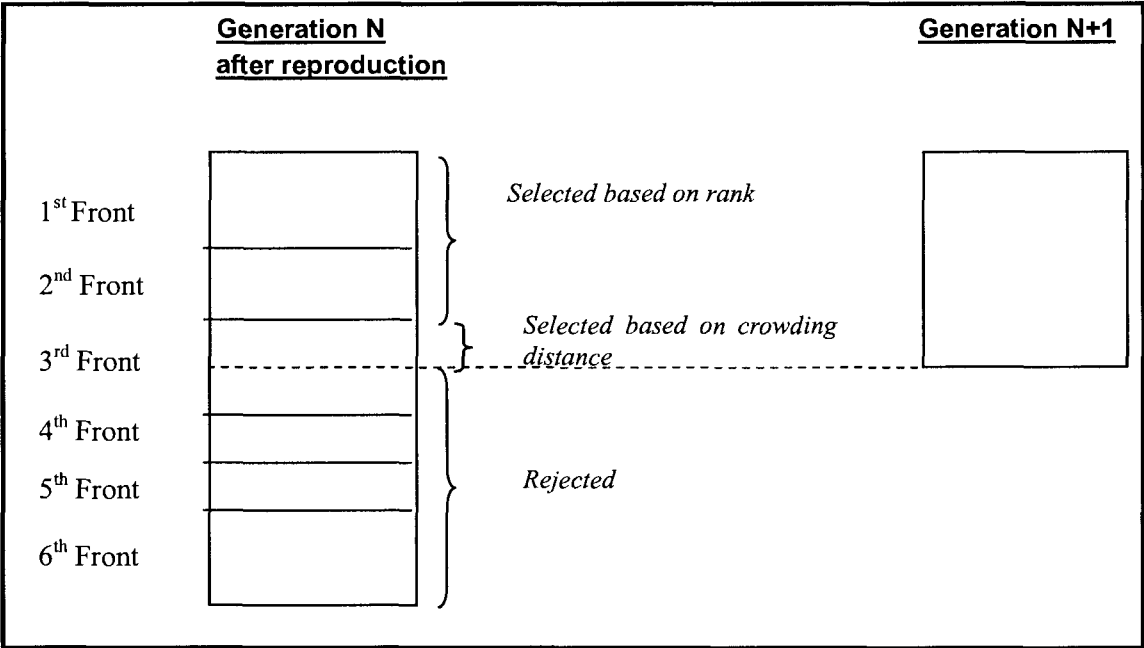 Generation N
after reproduction
Generation N+1
1st Front
Selected based on rank
2nd Front
Selected based on crowding
distance
3rd Front
4th Front
Rejected
5th Front
6th Front